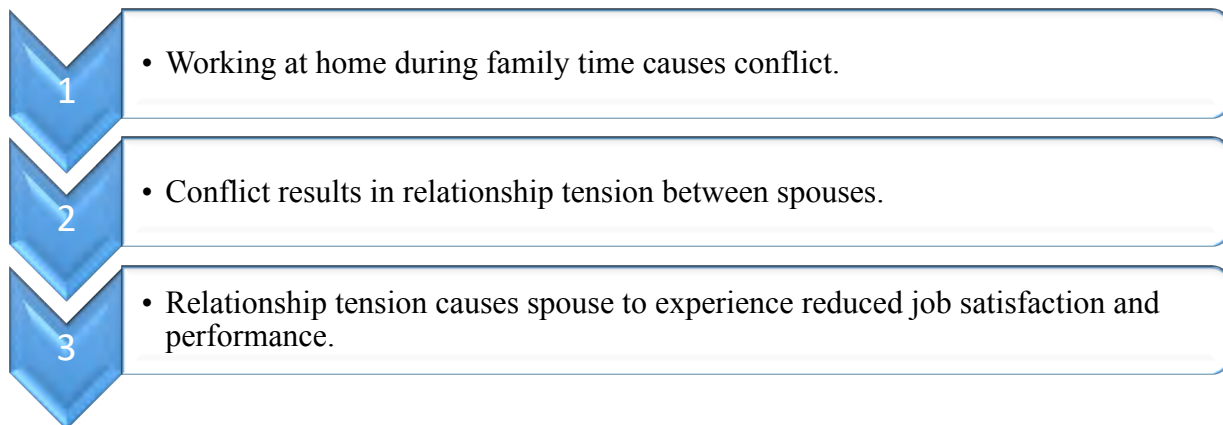 1
• Working at home during family time causes conflict.
2
• Conflict results in relationship tension between spouses.
3
• Relationship tension causes spouse to experience reduced job satisfaction and
performance.